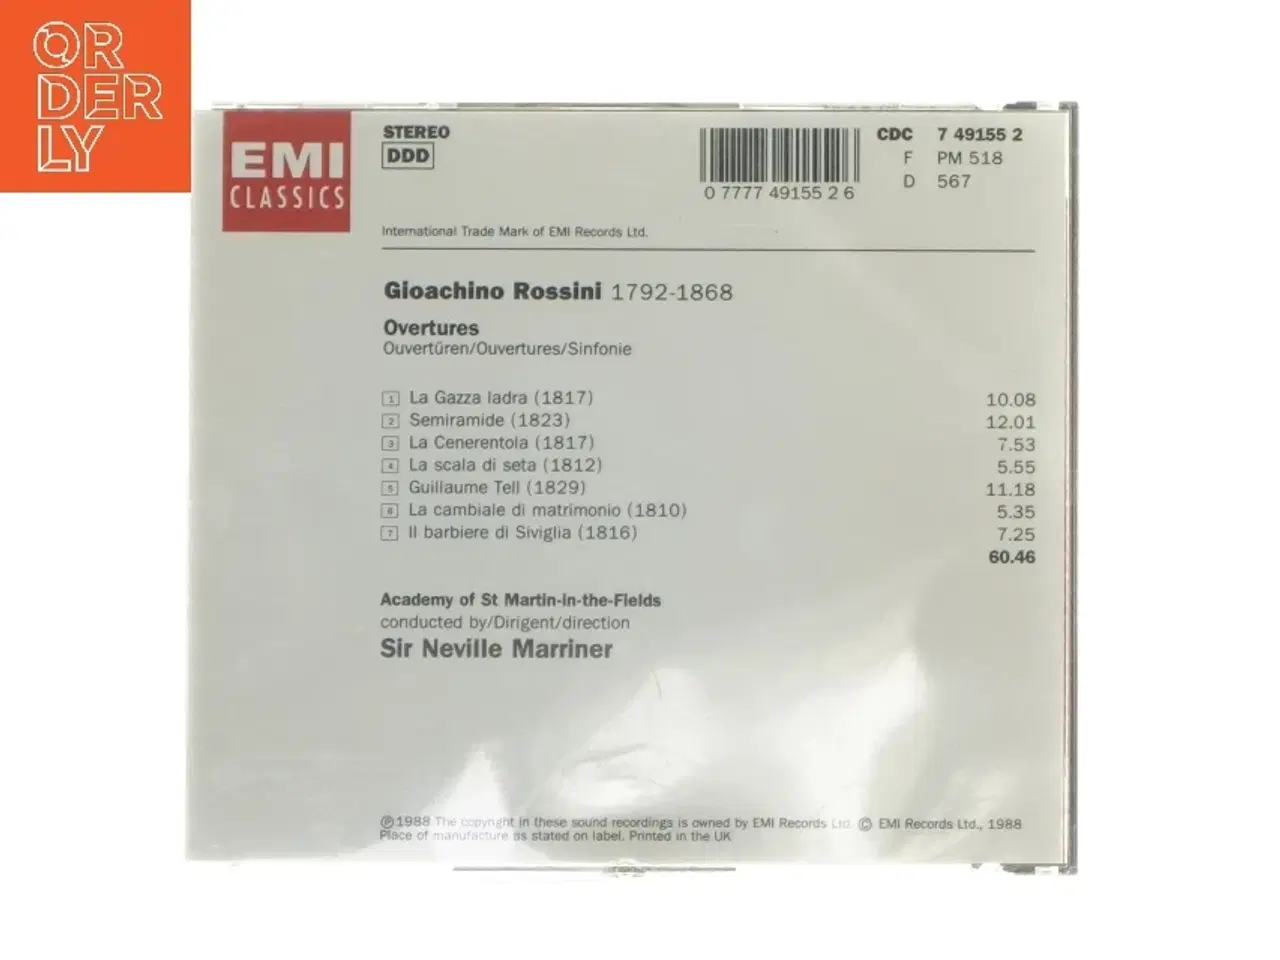 ORDERLY
EMI
CLASSICS
STEREO
DDD
0 7777 49155 2 6
CDC 7 49155 2
F PM 518
D 567
International Trade Mark of EMI Records Ltd.
Gioachino Rossini 1792-1868
Overtures
Ouvertüren/Ouvertures/Sinfonie
1 La Gazza ladra (1817) 10.08
2 Semiramide (1823) 12.01
3 La Cenerentola (1817) 7.53
4 La scala di seta (1812) 5.55
5 Guillaume Tell (1829) 11.18
6 La cambiale di matrimonio (1810) 5.35
7 Il barbiere di Siviglia (1816) 7.25
60.46
Academy of St Martin-in-the-Fields
conducted by/Dirigent/direction
Sir Neville Marriner
℗1988 The copyright in these sound recordings is owned by EMI Records Ltd. © EMI Records Ltd., 1988
Place of manufacture as stated on label. Printed in the UK